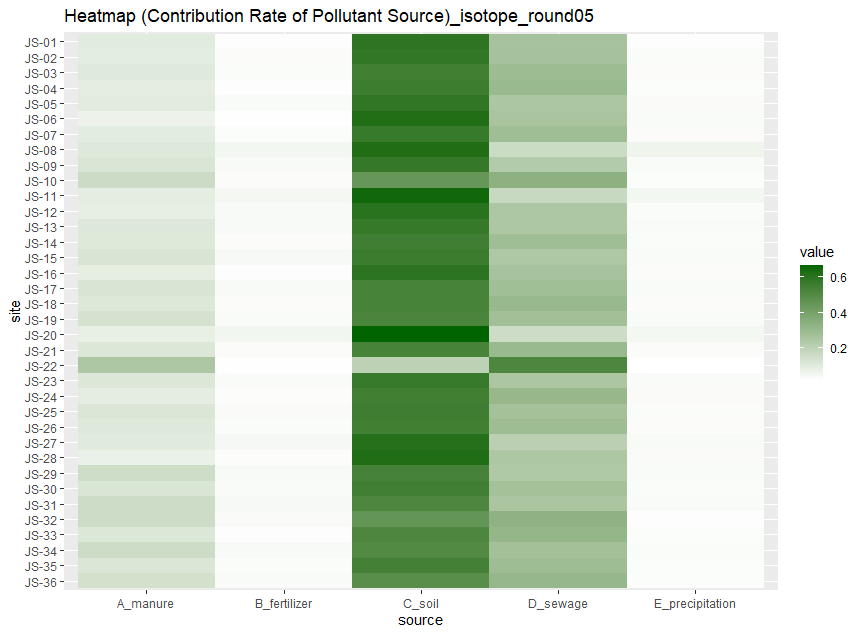 Heatmap (Contribution Rate of Pollutant Source)_isotope_round05
JS-01
JS-02
JS-03
JS-04
JS-05
JS-06
JS-07
JS-08
JS-09
JS-10
JS-11
JS-12
JS-13
JS-14
JS-15
JS-16
JS-17
JS-18
JS-19
JS-20
JS-21
JS-22
JS-23
JS-24
JS-25
JS-26
JS-27
JS-28
JS-29
JS-30
JS-31
JS-32
JS-33
JS-34
JS-35
JS-36
site
A_manure B_fertilizer C_soil D_sewage E_precipitation
source
value
0.6
0.4
0.2